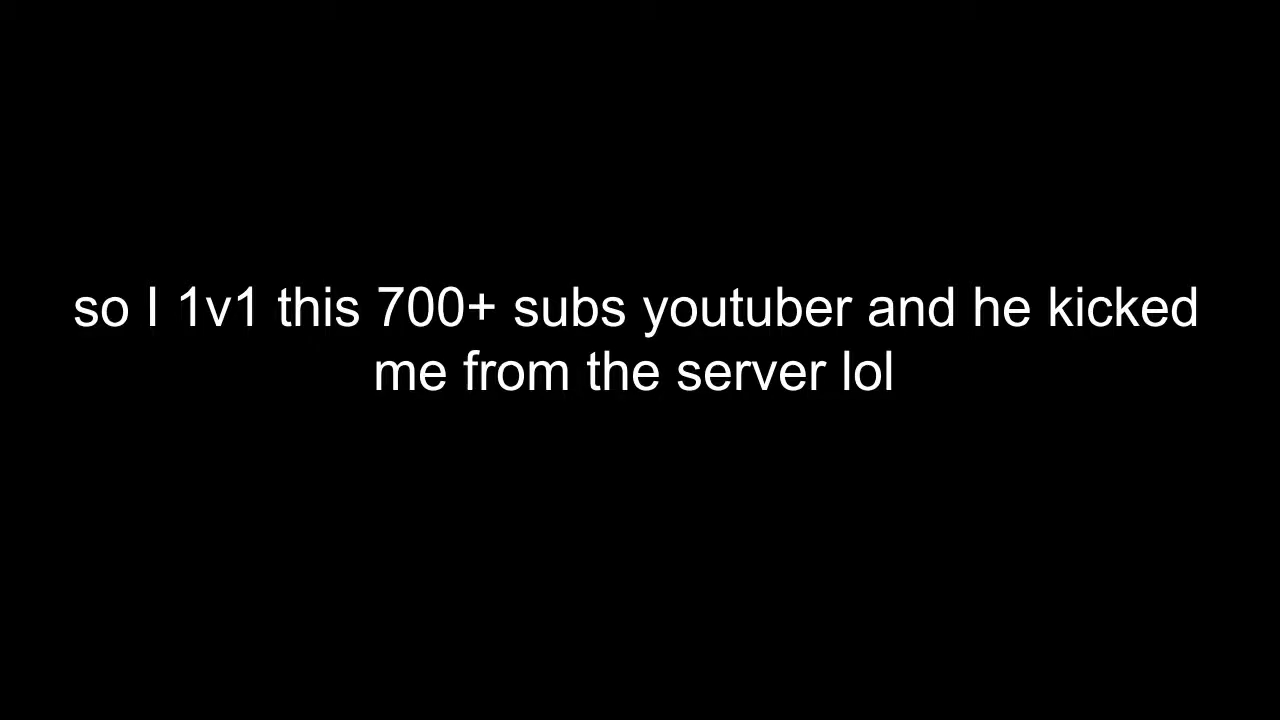 so I 1v1 this 700+ subs youtuber and he kicked
me from the server lol